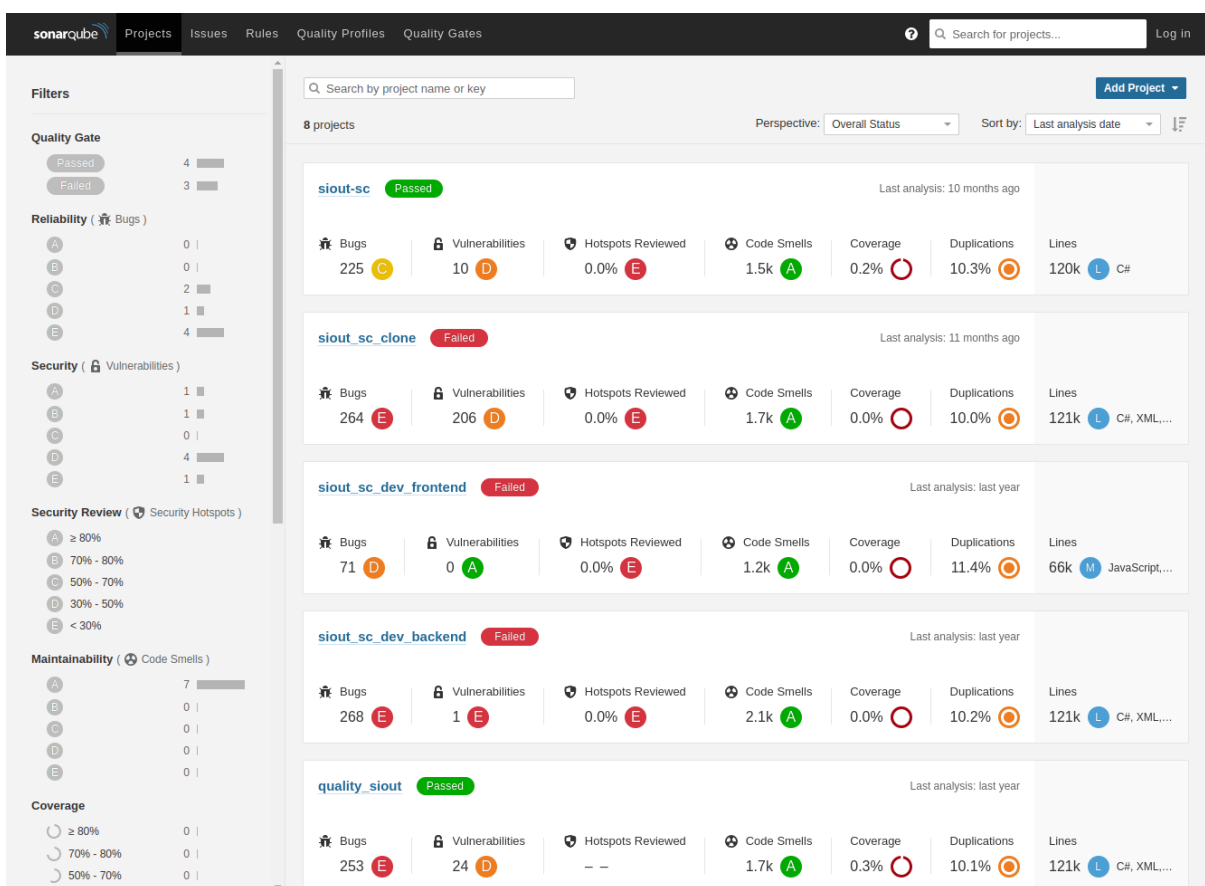 sonarqube Projects Issues Rules Quality Profiles Quality Gates ? Search for projects... Log in
Filters
Quality Gate
Passed 4
Failed 3
Reliability ( Bugs )
A 0
B 0
C 2
D 1
E 4
Security ( Vulnerabilities )
A 1
B 1
C 0
D 4
E 1
Security Review ( Security Hotspots )
A ≥ 80%
B 70% - 80%
C 50% - 70%
D 30% - 50%
E < 30%
Maintainability ( Code Smells )
A 7
B 0
C 0
D 0
E 0
Coverage
≥ 80% 0
70% - 80% 0
50% - 70% 0
Search by project name or key
Add Project
8 projects
Perspective: Overall Status Sort by: Last analysis date
siout-sc Passed Last analysis: 10 months ago
Bugs Vulnerabilities Hotspots Reviewed Code Smells Coverage Duplications Lines
225 C 10 D 0.0% E 1.5k A 0.2% 10.3% 120k L C#
siout_sc_clone Failed Last analysis: 11 months ago
Bugs Vulnerabilities Hotspots Reviewed Code Smells Coverage Duplications Lines
264 E 206 D 0.0% E 1.7k A 0.0% 10.0% 121k L C#, XML,...
siout_sc_dev_frontend Failed Last analysis: last year
Bugs Vulnerabilities Hotspots Reviewed Code Smells Coverage Duplications Lines
71 D 0 A 0.0% E 1.2k A 0.0% 11.4% 66k M JavaScript,...
siout_sc_dev_backend Failed Last analysis: last year
Bugs Vulnerabilities Hotspots Reviewed Code Smells Coverage Duplications Lines
268 E 1 E 0.0% E 2.1k A 0.0% 10.2% 121k L C#, XML,...
quality_siout Passed Last analysis: last year
Bugs Vulnerabilities Hotspots Reviewed Code Smells Coverage Duplications Lines
253 E 24 D – – 1.7k A 0.3% 10.1% 121k L C#, XML,...